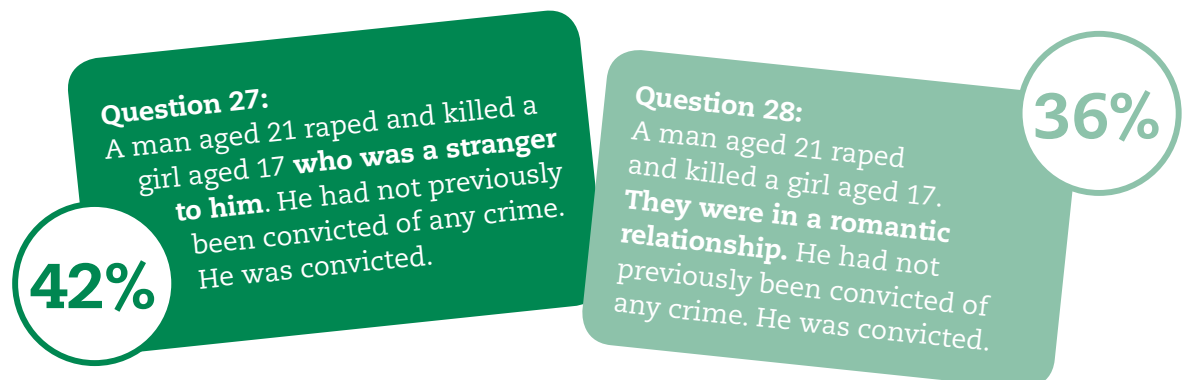 Question 27:
A man aged 21 raped and killed a
girl aged 17 who was a stranger
to him. He had not previously
been convicted of any crime.
He was convicted.
42%
Question 28:
A man aged 21 raped
and killed a girl aged 17.
They were in a romantic
relationship. He had not
previously been convicted of
any crime. He was convicted.
36%